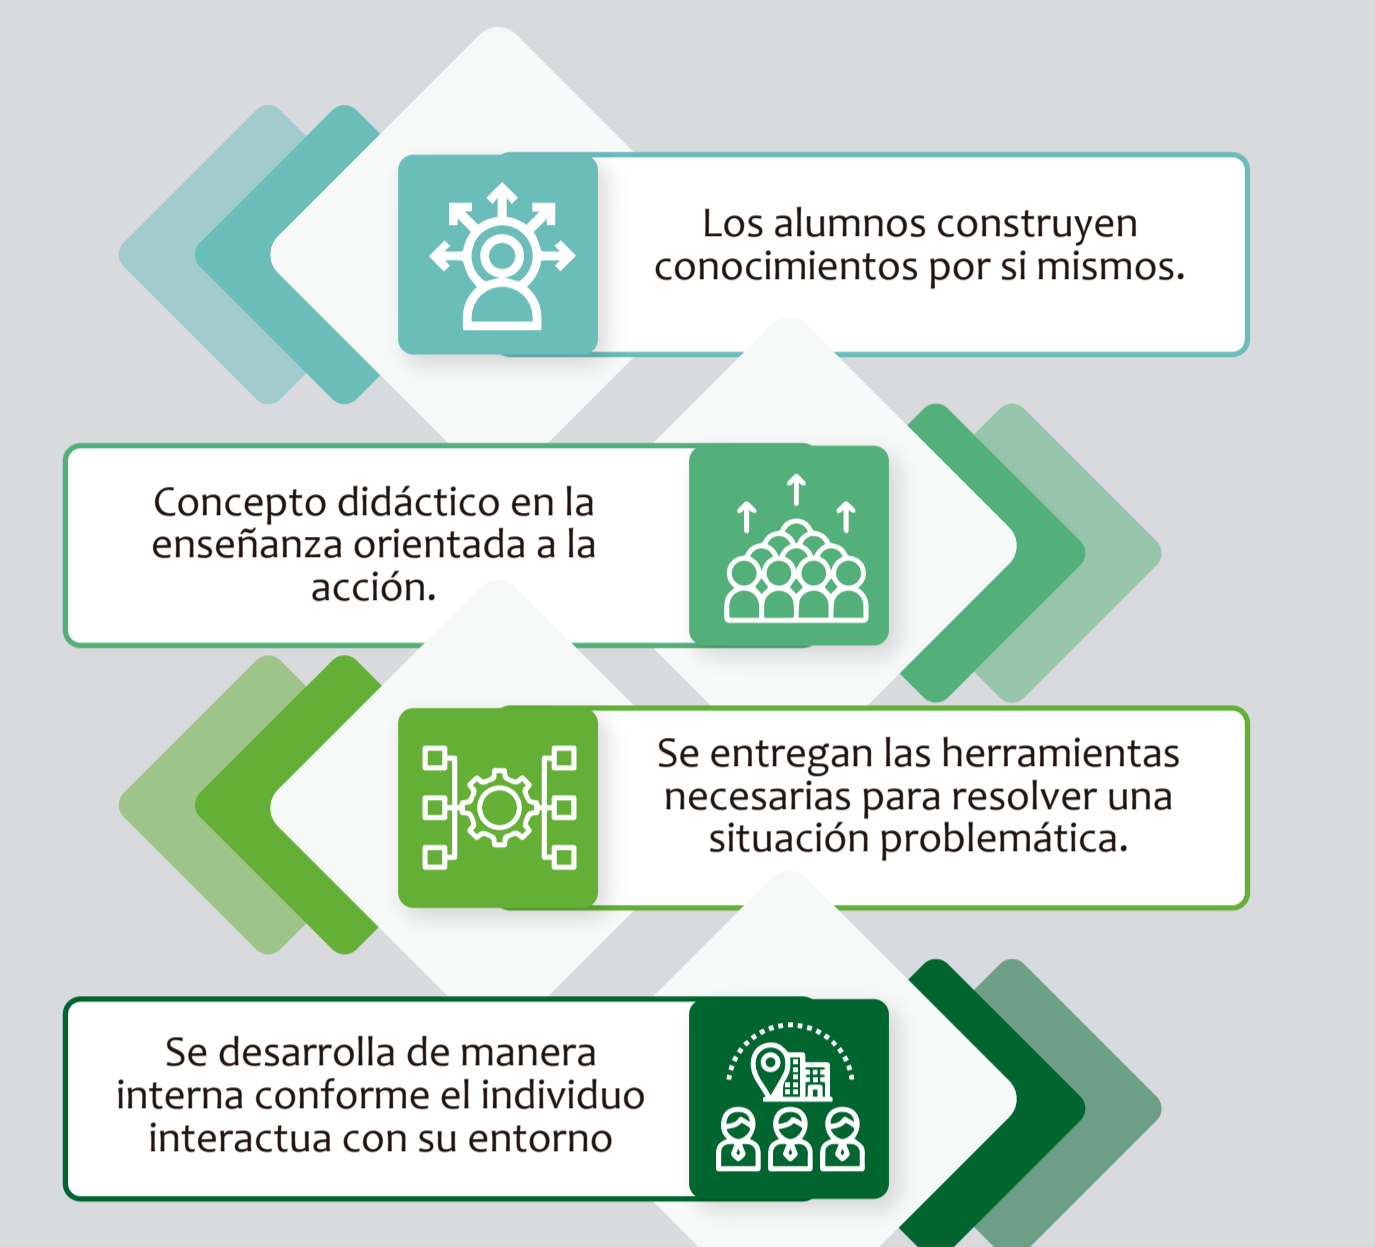 Los alumnos construyen
conocimientos por si mismos.
Concepto didáctico en la
enseñanza orientada a la
acción.
Se entregan las herramientas
necesarias para resolver una
situación problemática.
Se desarrolla de manera
interna conforme el individuo
interactua con su entorno